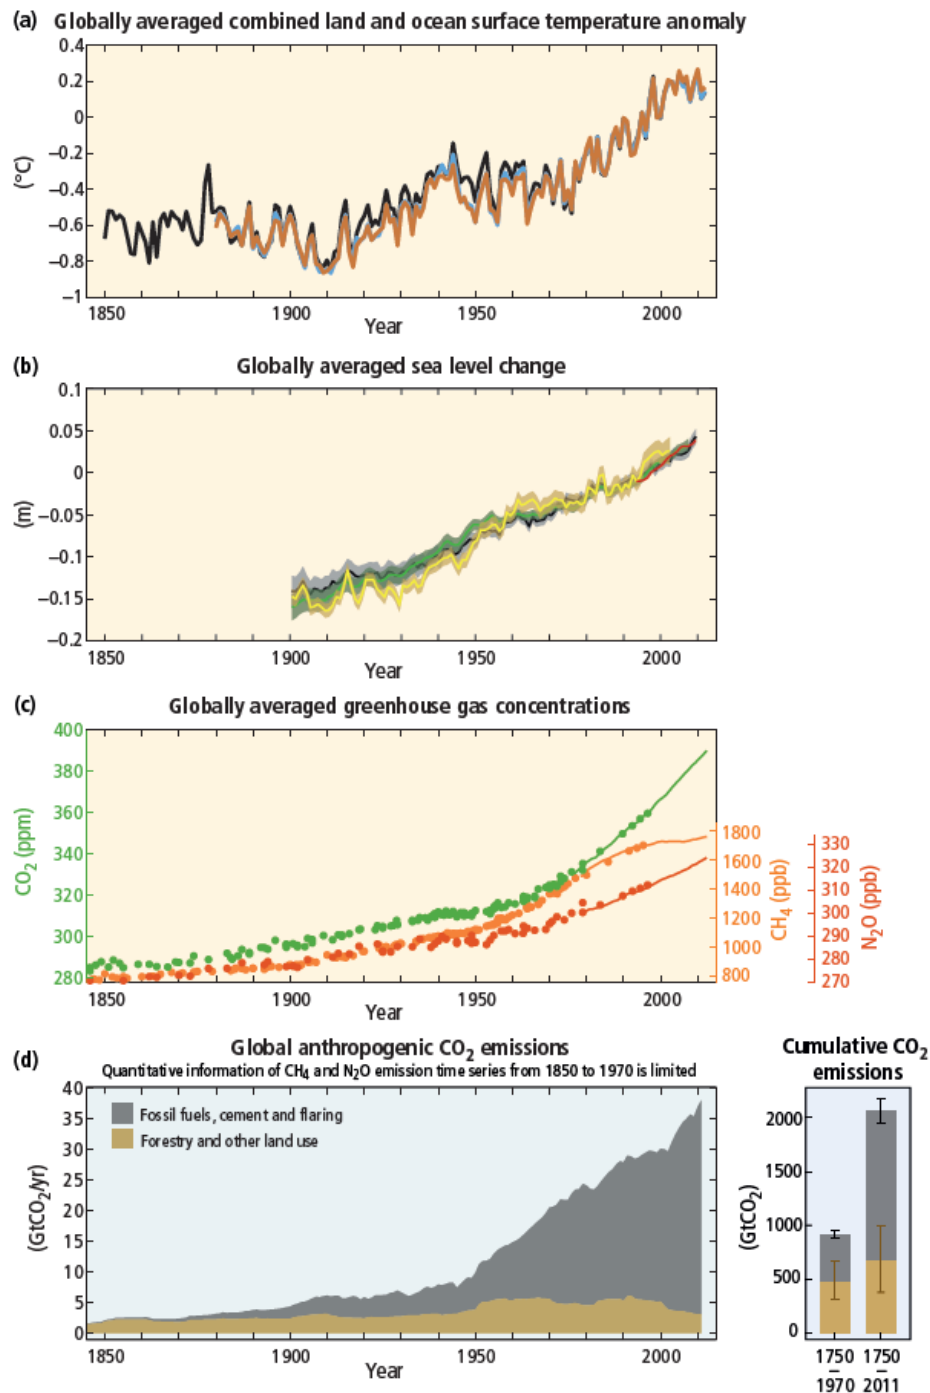 (a) Globally averaged combined land and ocean surface temperature anomaly
0.4
0.2
0
−0.2
−0.4
−0.6
−0.8
−1
(°C)
1850 1900 1950 2000
Year
(b) Globally averaged sea level change
0.1
0.05
0
−0.05
−0.1
−0.15
−0.2
(m)
1850 1900 1950 2000
Year
(c) Globally averaged greenhouse gas concentrations
400
380
360
340
320
300
280
CO2 (ppm)
1800
1600
1400
1200
1000
800
CH4 (ppb)
330
320
310
300
290
280
270
N2O (ppb)
1850 1900 1950 2000
Year
(d) Global anthropogenic CO2 emissions
Quantitative information of CH4 and N2O emission time series from 1850 to 1970 is limited
40
35
30
25
20
15
10
5
0
(GtCO2/yr)
Fossil fuels, cement and flaring
Forestry and other land use
1850 1900 1950 2000
Year
Cumulative CO2
emissions
2000
1500
1000
500
0
(GtCO2)
1750 1750
– –
1970 2011